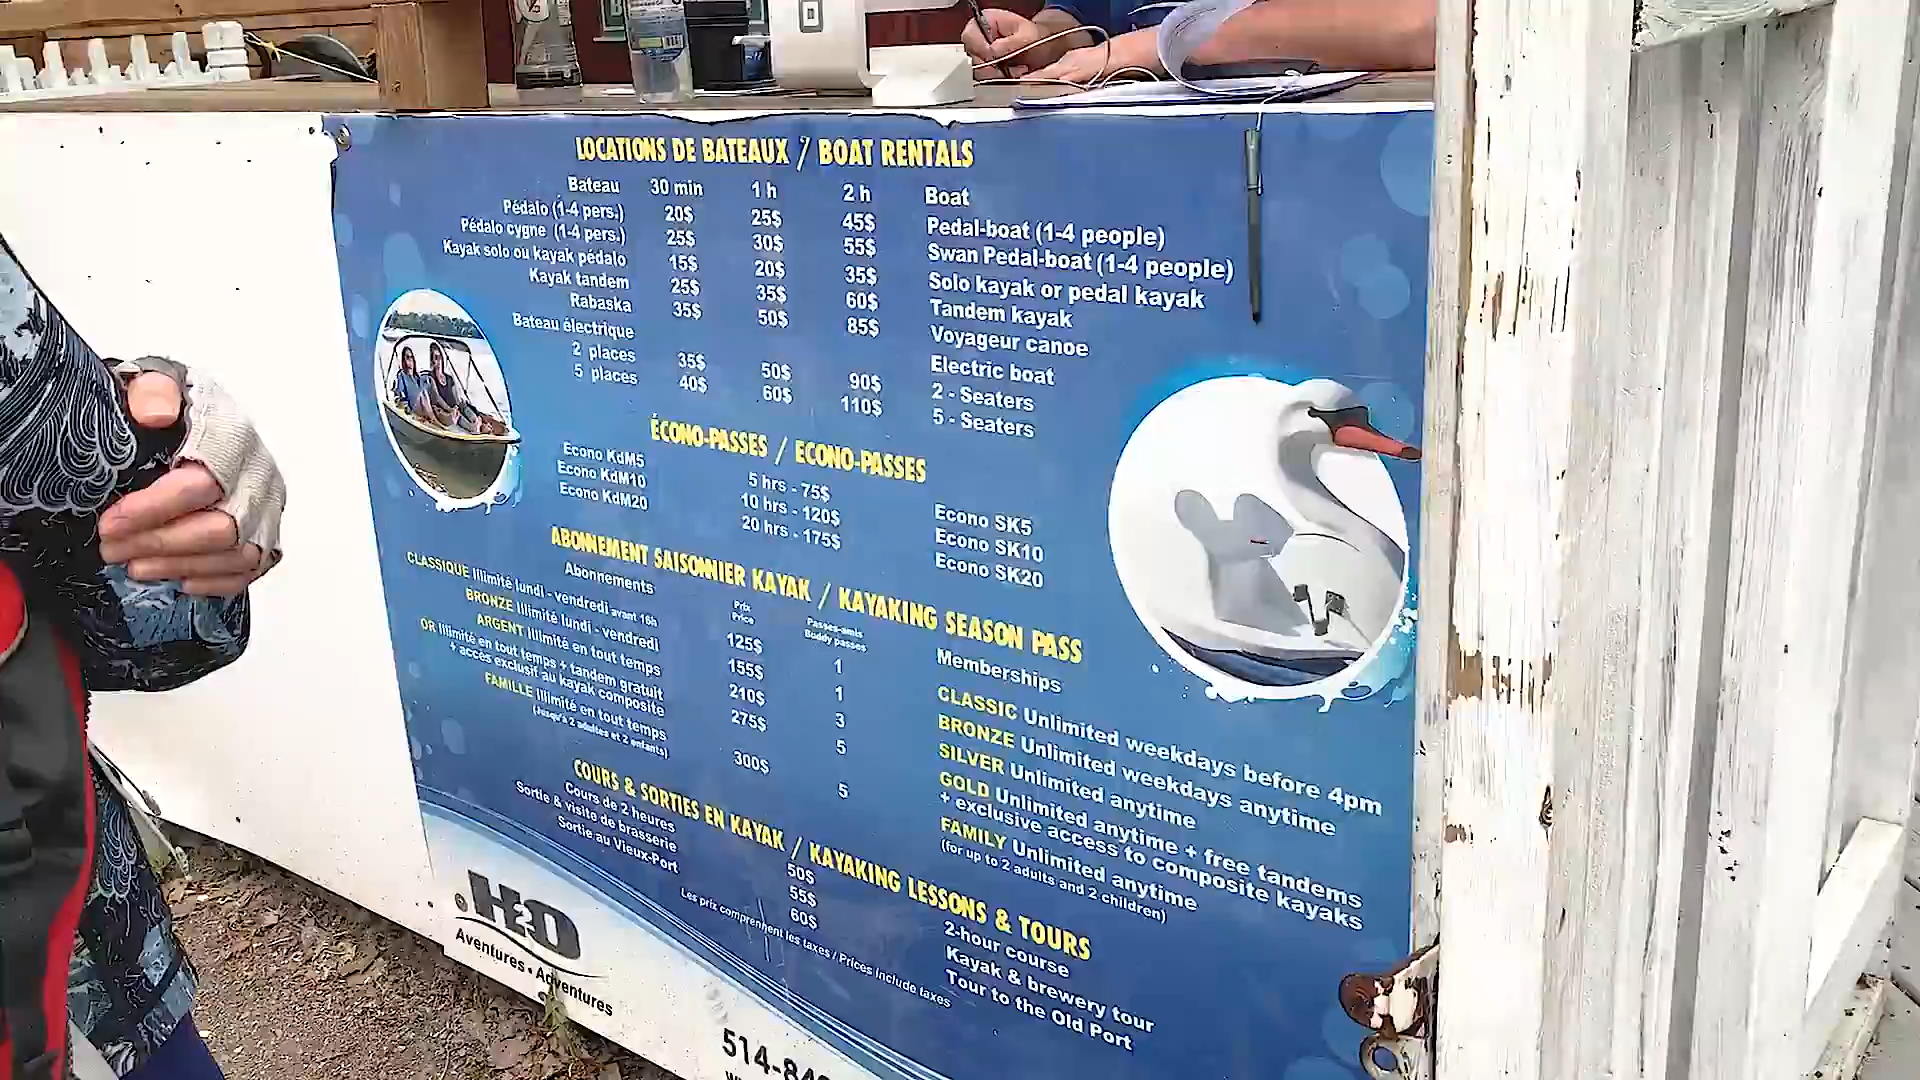 LOCATIONS DE BATEAUX / BOAT RENTALS
Bateau 30 min 1 h 2 h Boat
Pédalo (1-4 pers.) 20$ 25$ 45$ Pedal-boat (1-4 people)
Pédalo cygne (1-4 pers.) 25$ 30$ 55$ Swan Pedal-boat (1-4 people)
Kayak solo ou kayak pédalo 15$ 20$ 35$ Solo kayak or pedal kayak
Kayak tandem 25$ 35$ 60$ Tandem kayak
Rabaska 35$ 50$ 85$ Voyageur canoe
Bateau électrique Electric boat
2 places 35$ 50$ 90$ 2 - Seaters
5 places 40$ 60$ 110$ 5 - Seaters
ÉCONO-PASSES / ECONO-PASSES
Econo KdM5 5 hrs - 75$ Econo SK5
Econo KdM10 10 hrs - 120$ Econo SK10
Econo KdM20 20 hrs - 175$ Econo SK20
ABONNEMENT SAISONNIER KAYAK / KAYAKING SEASON PASS
Abonnements Prix Price Passes-amis Buddy passes Memberships
CLASSIQUE Illimité lundi - vendredi avant 16h 125$ 1 CLASSIC Unlimited weekdays before 4pm
BRONZE Illimité lundi - vendredi 155$ 1 BRONZE Unlimited weekdays anytime
ARGENT Illimité en tout temps 210$ 3 SILVER Unlimited anytime
OR Illimité en tout temps + tandem gratuit 275$ 5 GOLD Unlimited anytime + free tandems
+ accès exclusif au kayak composite + exclusive access to composite kayaks
FAMILLE Illimité en tout temps 300$ 5 FAMILY Unlimited anytime
(Jusqu'à 2 adultes et 2 enfants) (for up to 2 adults and 2 children)
COURS & SORTIES EN KAYAK / KAYAKING LESSONS & TOURS
Cours de 2 heures 50$ 2-hour course
Sortie & visite de brasserie 55$ Kayak & brewery tour
Sortie au Vieux-Port 60$ Tour to the Old Port
Les prix comprennent les taxes / Prices include taxes
H2O
Aventures • Adventures
514-84